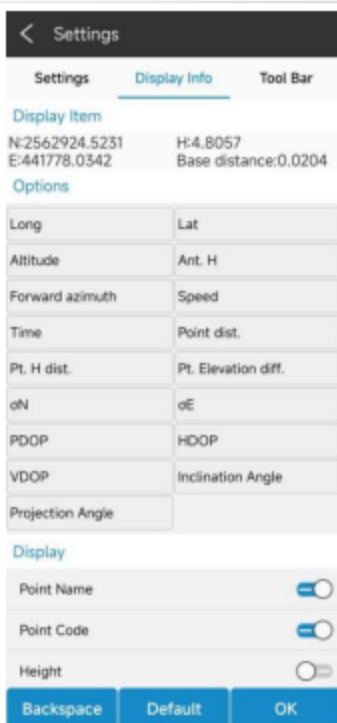 Settings
Settings Display Info Tool Bar
Display Item
N:2562924.5231 H:4.8057
E:441778.0342 Base distance:0.0204
Options
Long Lat
Altitude Ant. H
Forward azimuth Speed
Time Point dist.
Pt. H dist. Pt. Elevation diff.
σN σE
PDOP HDOP
VDOP Inclination Angle
Projection Angle
Display
Point Name
Point Code
Height
Backspace Default OK